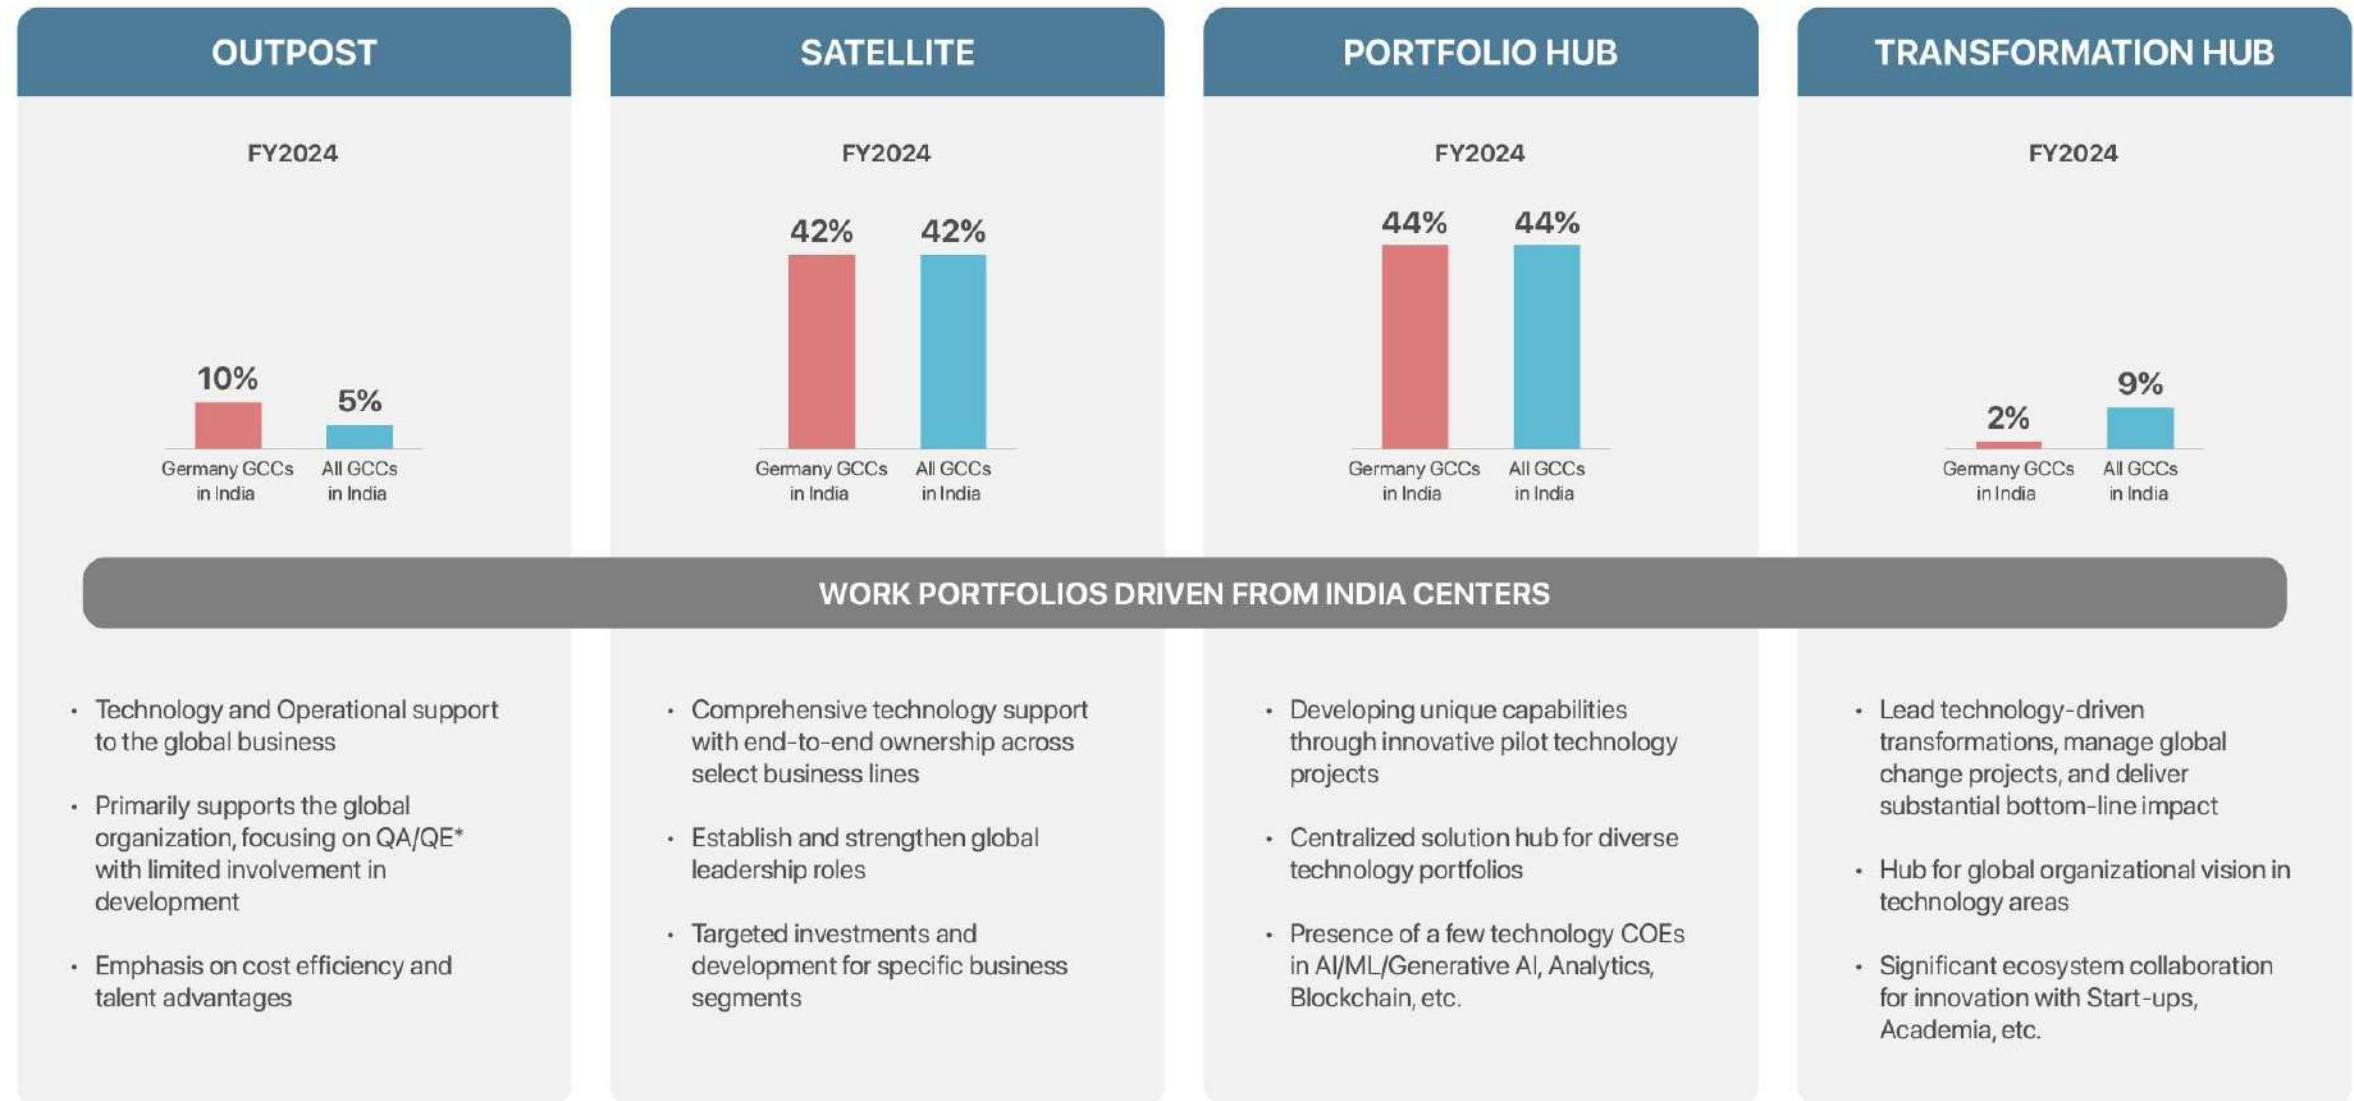 OUTPOST
FY2024
10%
5%
Germany GCCs
in India
All GCCs
in India
SATELLITE
FY2024
42%
42%
Germany GCCs
in India
All GCCs
in India
PORTFOLIO HUB
FY2024
44%
44%
Germany GCCs
in India
All GCCs
in India
TRANSFORMATION HUB
FY2024
2%
9%
Germany GCCs
in India
All GCCs
in India
WORK PORTFOLIOS DRIVEN FROM INDIA CENTERS
• Technology and Operational support
to the global business
• Primarily supports the global
organization, focusing on QA/QE*
with limited involvement in
development
• Emphasis on cost efficiency and
talent advantages
• Comprehensive technology support
with end-to-end ownership across
select business lines
• Establish and strengthen global
leadership roles
• Targeted investments and
development for specific business
segments
• Developing unique capabilities
through innovative pilot technology
projects
• Centralized solution hub for diverse
technology portfolios
• Presence of a few technology COEs
in AI/ML/Generative AI, Analytics,
Blockchain, etc.
• Lead technology-driven
transformations, manage global
change projects, and deliver
substantial bottom-line impact
• Hub for global organizational vision in
technology areas
• Significant ecosystem collaboration
for innovation with Start-ups,
Academia, etc.